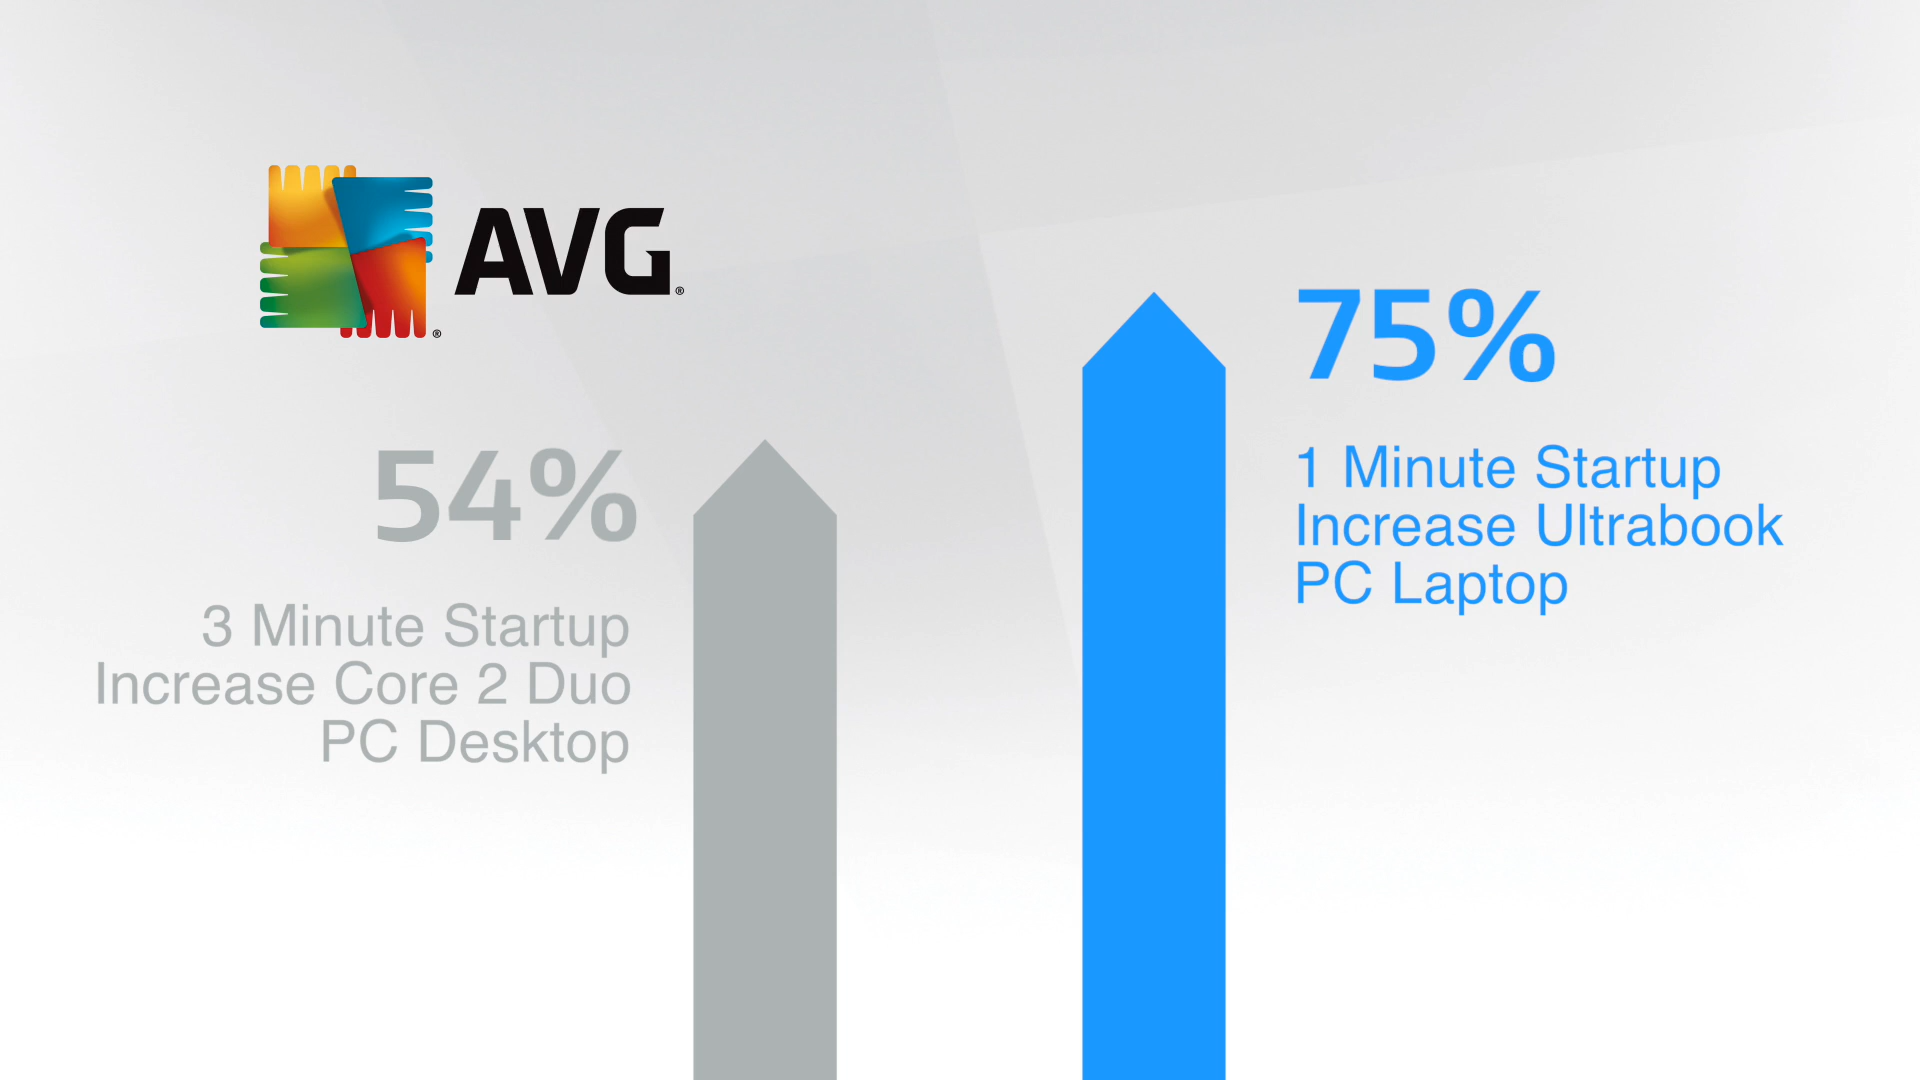 AVG®
54%
3 Minute Startup
Increase Core 2 Duo
PC Desktop
75%
1 Minute Startup
Increase Ultrabook
PC Laptop